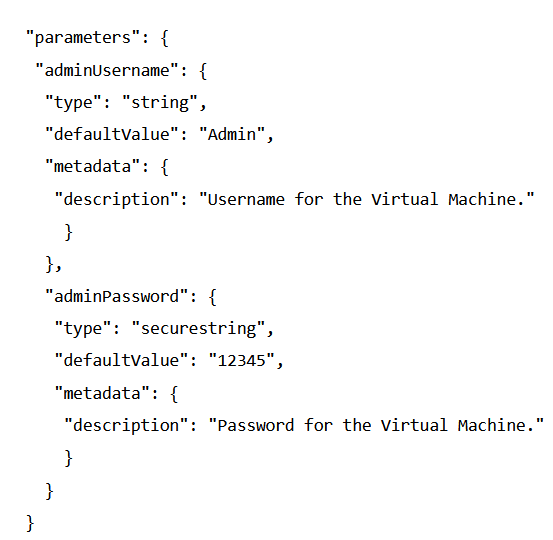 "parameters": {
 "adminUsername": {
  "type": "string",
  "defaultValue": "Admin",
  "metadata": {
   "description": "Username for the Virtual Machine."
    }
  },
  "adminPassword": {
   "type": "securestring",
   "defaultValue": "12345",
   "metadata": {
    "description": "Password for the Virtual Machine."
    }
  }
}